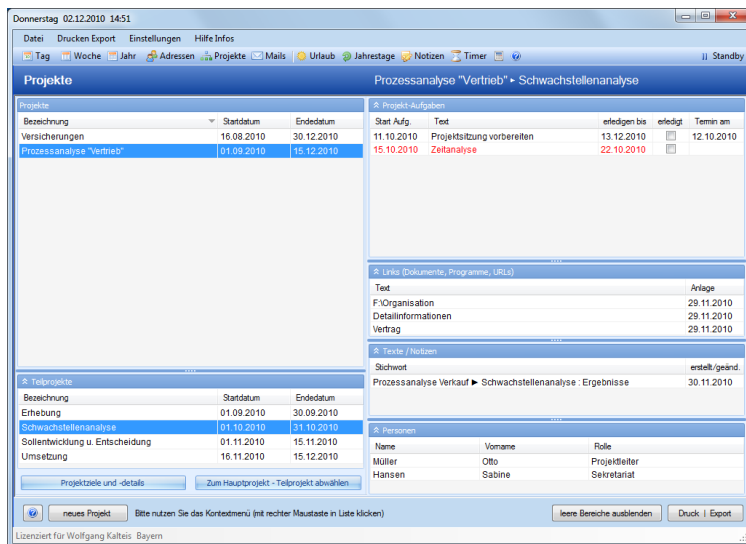 Donnerstag 02.12.2010 14:51
Datei Drucken Export Einstellungen Hilfe Infos
Tag Woche Jahr Adressen Projekte Mails Urlaub Jahrestage Notizen Timer Standby
Projekte
Prozessanalyse "Vertrieb" ▸ Schwachstellenanalyse
Projekte
Bezeichnung Startdatum Endedatum
Versicherungen 16.08.2010 30.12.2010
Prozessanalyse "Vertrieb" 01.09.2010 15.12.2010
Teilprojekte
Bezeichnung Startdatum Endedatum
Erhebung 01.09.2010 30.09.2010
Schwachstellenanalyse 01.10.2010 31.10.2010
Sollentwicklung u. Entscheidung 01.11.2010 15.11.2010
Umsetzung 16.11.2010 15.12.2010
Projektziele und -details Zum Hauptprojekt - Teilprojekt abwählen
Projekt-Aufgaben
Start Aufg. Text erledigen bis erledigt Termin am
11.10.2010 Projektsitzung vorbereiten 13.12.2010 12.10.2010
15.10.2010 Zeitanalyse 22.10.2010
Links (Dokumente, Programme, URLs)
Text Anlage
F:\Organisation 29.11.2010
Detailinformationen 29.11.2010
Vertrag 29.11.2010
Texte / Notizen
Stichwort erstellt/geänd.
Prozessanalyse Verkauf ► Schwachstellenanalyse : Ergebnisse 30.11.2010
Personen
Name Vorname Rolle
Müller Otto Projektleiter
Hansen Sabine Sekretariat
neues Projekt Bitte nutzen Sie das Kontextmenü (mit rechter Maustaste in Liste klicken) leere Bereiche ausblenden Druck | Export
Lizenziert für Wolfgang Kalteis Bayern